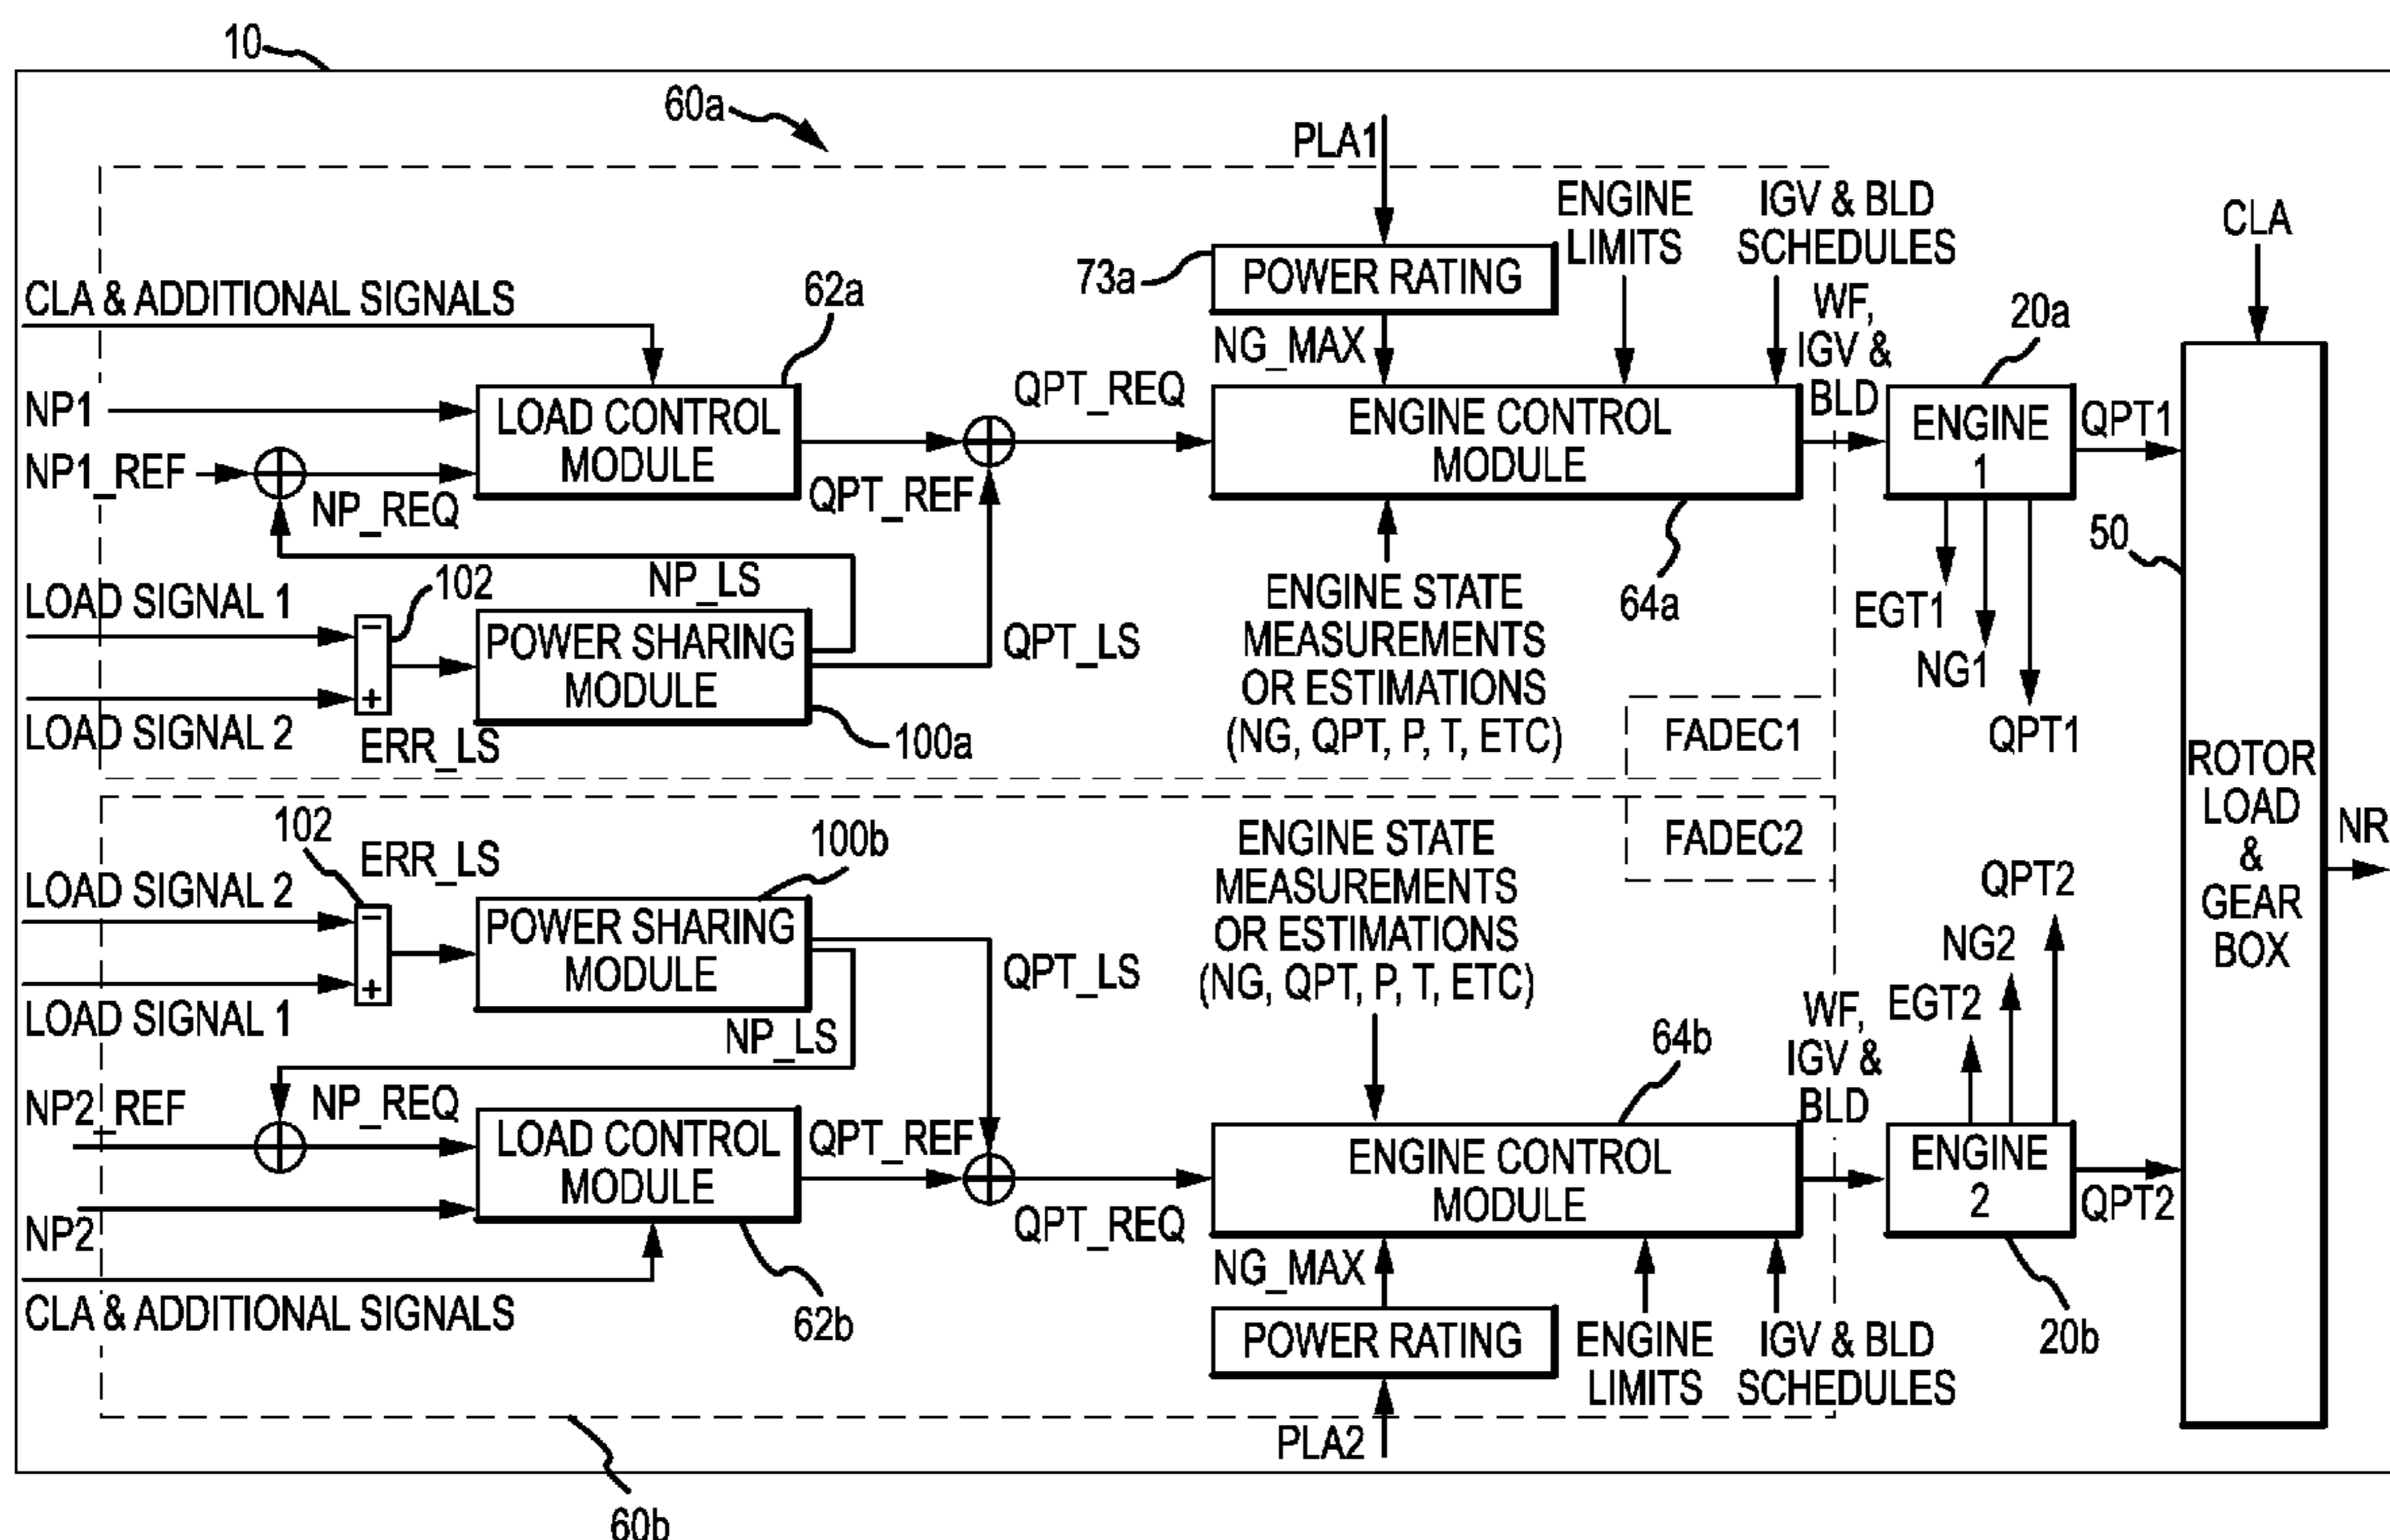 10
60a
PLA1
ENGINE
LIMITS
IGV & BLD
SCHEDULES
CLA
73a
POWER RATING
CLA & ADDITIONAL SIGNALS
62a
NG_MAX
WF,
IGV &
BLD
20a
NP1
LOAD CONTROL
MODULE
QPT_REQ
ENGINE CONTROL
MODULE
ENGINE
1
QPT1
NP1_REF
NP_REQ
QPT_REF
50
LOAD SIGNAL 1
102
NP_LS
ENGINE STATE
MEASUREMENTS
OR ESTIMATIONS
(NG, QPT, P, T, ETC)
64a
EGT1
NG1
QPT1
−
+
POWER SHARING
MODULE
QPT_LS
LOAD SIGNAL 2
ERR_LS
100a
FADEC1
ROTOR
LOAD
&
GEAR
BOX
NR
102
ERR_LS
100b
ENGINE STATE
MEASUREMENTS
OR ESTIMATIONS
(NG, QPT, P, T, ETC)
FADEC2
LOAD SIGNAL 2
−
+
POWER SHARING
MODULE
QPT_LS
QPT2
NG2
EGT2
LOAD SIGNAL 1
NP_LS
64b
WF,
IGV &
BLD
NP2_REF
NP_REQ
LOAD CONTROL
MODULE
QPT_REF
ENGINE CONTROL
MODULE
ENGINE
2
QPT2
NP2
QPT_REQ
NG_MAX
CLA & ADDITIONAL SIGNALS
62b
POWER RATING
ENGINE
LIMITS
IGV & BLD
SCHEDULES
20b
PLA2
60b